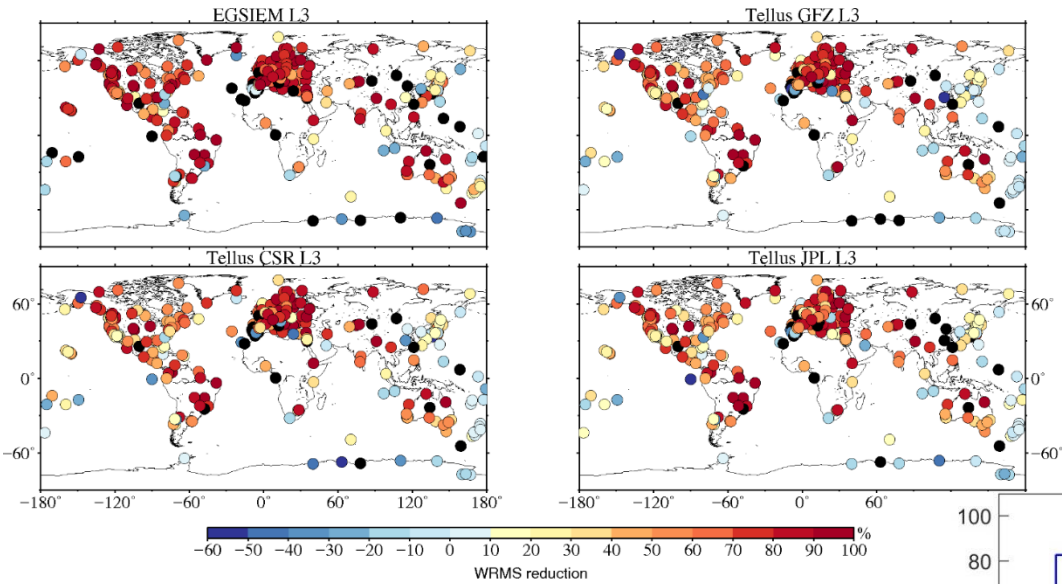 EGSIEM L3 Tellus GFZ L3
Tellus CSR L3 Tellus JPL L3
60° 60°
0° 0°
−60° −60°
−180 −120 −60 0 60 120 180 −180 −120 −60 0 60
%
−60 −50 −40 −30 −20 −10 0 10 20 30 40 50 60 70 80 90 100
WRMS reduction
100
80